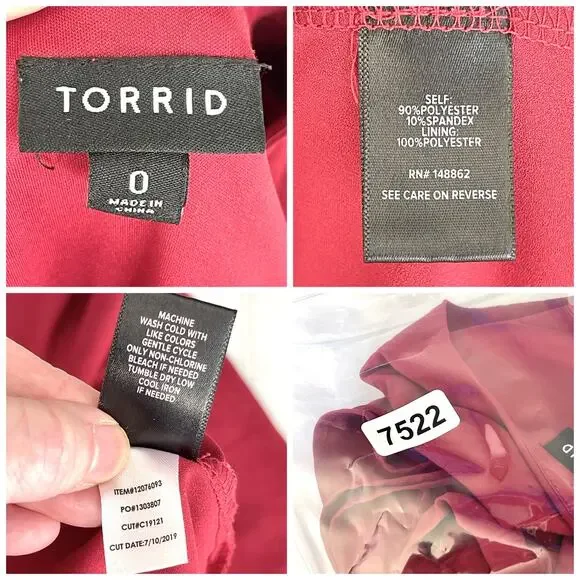 TORRID
0
MADE IN
CHINA
SELF:
90%POLYESTER
10%SPANDEX
LINING:
100%POLYESTER
RN# 148862
SEE CARE ON REVERSE
MACHINE
WASH COLD WITH
LIKE COLORS
GENTLE CYCLE
ONLY NON-CHLORINE
BLEACH IF NEEDED
TUMBLE DRY LOW
COOL IRON
IF NEEDED
ITEM#12076093
PO#1303807
CUT#C19121
CUT DATE:7/10/2019
7522
ID